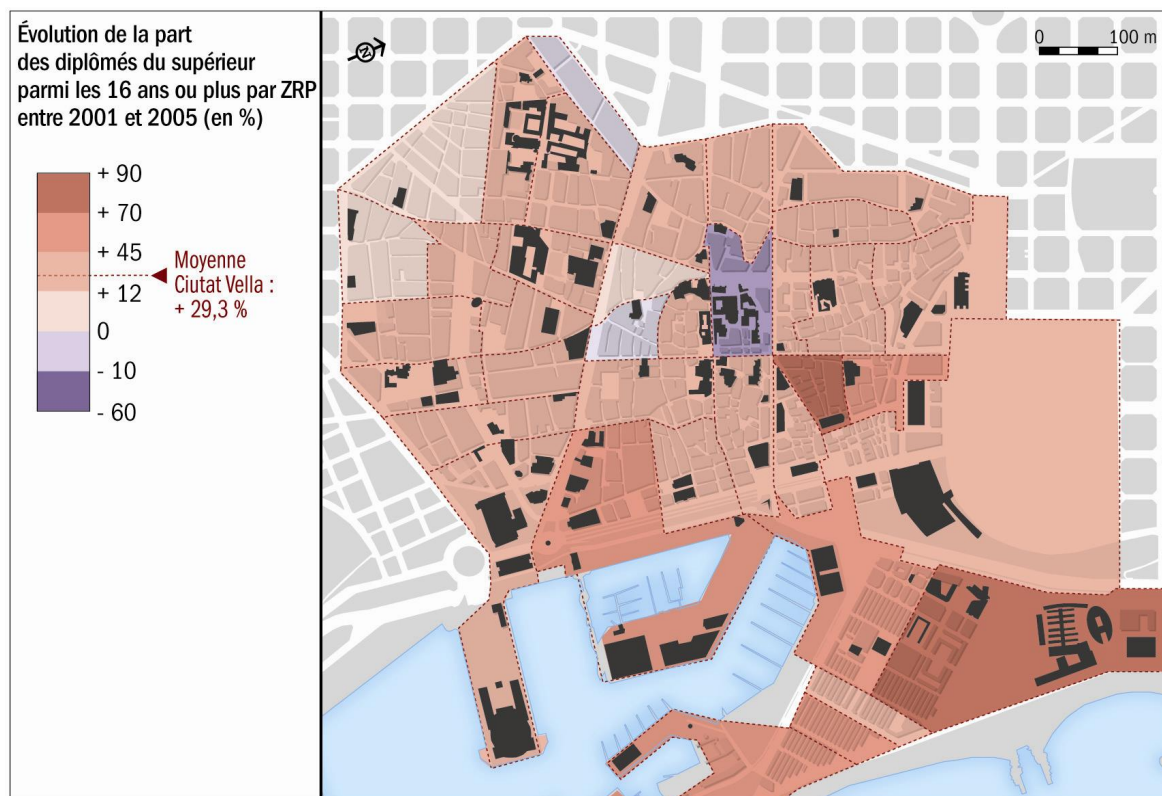 Évolution de la part
des diplômés du supérieur
parmi les 16 ans ou plus par ZRP
entre 2001 et 2005 (en %)
+ 90
+ 70
+ 45
+ 12
0
- 10
- 60
Moyenne
Ciutat Vella :
+ 29,3 %
N
0 100 m